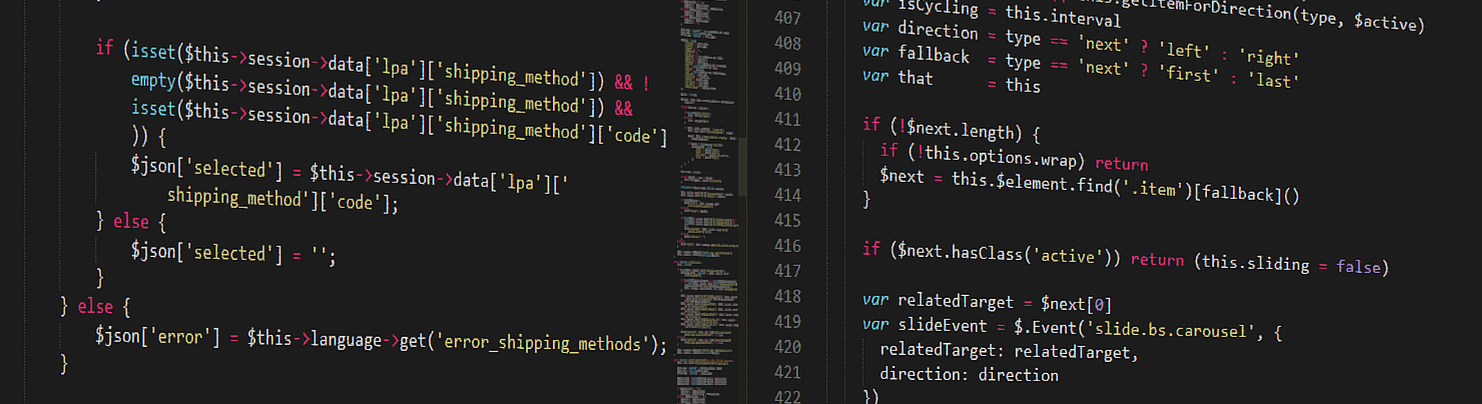 if (isset($this->session->data['lpa']['shipping_method']) && !
empty($this->session->data['lpa']['shipping_method']) &&
isset($this->session->data['lpa']['shipping_method']['code']
)) {
$json['selected'] = $this->session->data['lpa']['
shipping_method']['code'];
} else {
$json['selected'] = '';
}
} else {
$json['error'] = $this->language->get('error_shipping_methods');
}
407
408
409
410
411
412
413
414
415
416
417
418
419
420
421
422
this.getItemForDirection(type, $active)
var isCycling = this.interval
var direction = type == 'next' ? 'left' : 'right'
var fallback = type == 'next' ? 'first' : 'last'
var that = this
if (!$next.length) {
if (!this.options.wrap) return
$next = this.$element.find('.item')[fallback]()
}
if ($next.hasClass('active')) return (this.sliding = false)
var relatedTarget = $next[0]
var slideEvent = $.Event('slide.bs.carousel', {
relatedTarget: relatedTarget,
direction: direction
})